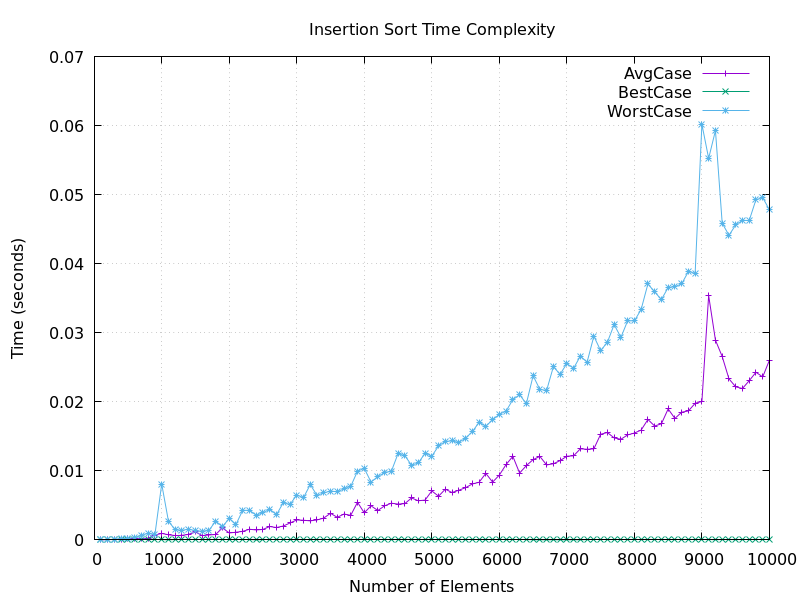 Insertion Sort Time Complexity
AvgCase
BestCase
WorstCase
0.07
0.06
0.05
0.04
0.03
0.02
0.01
0
Time (seconds)
0 1000 2000 3000 4000 5000 6000 7000 8000 9000 10000
Number of Elements